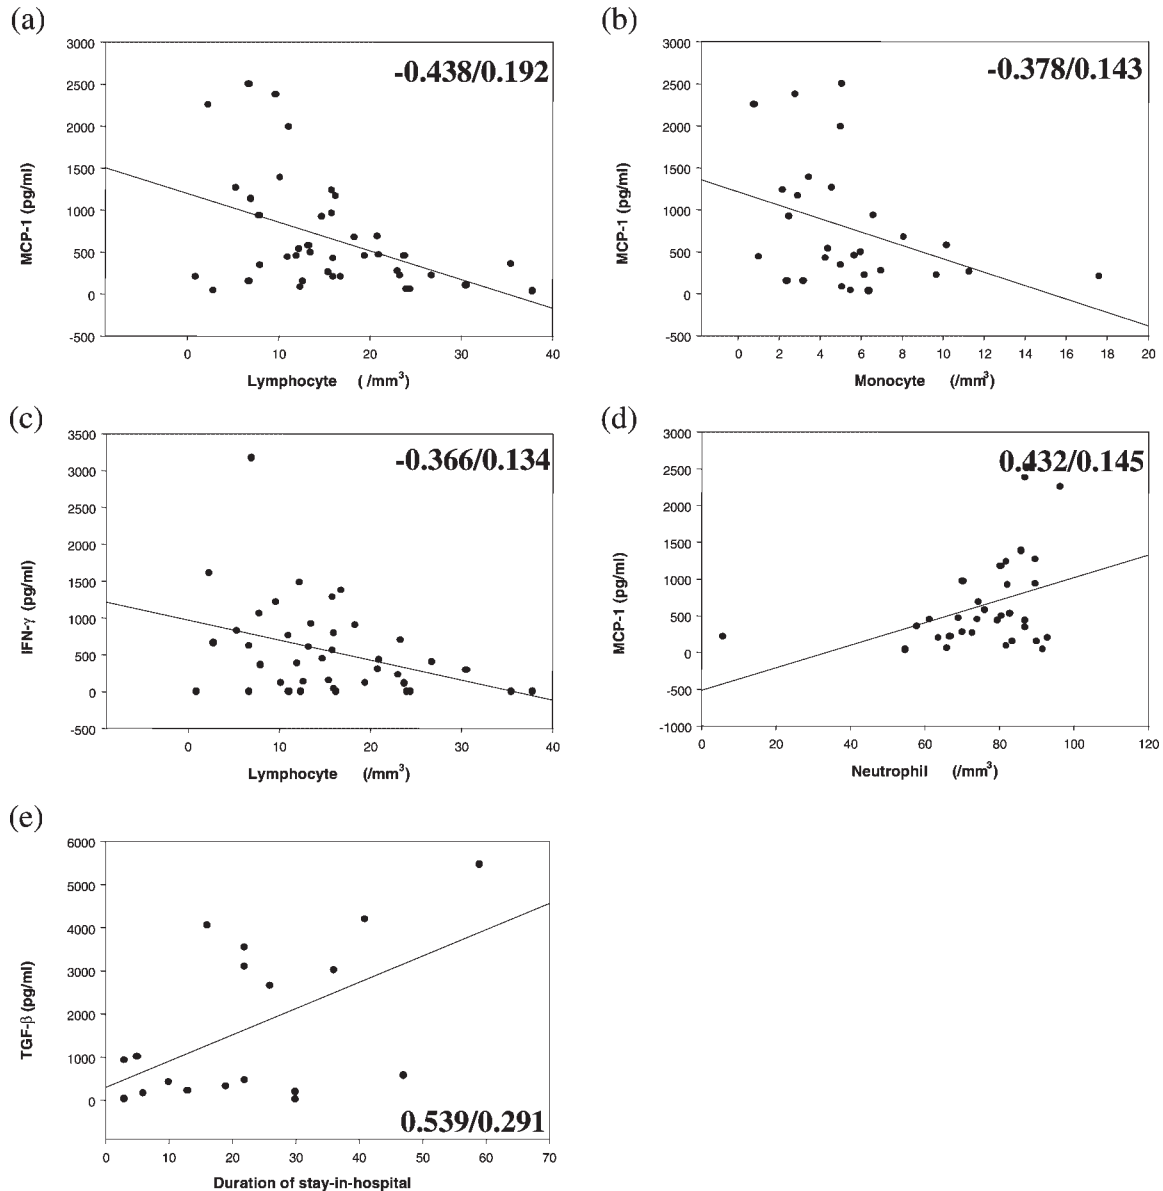 (a)
3000
2500
2000
1500
1000
500
0
-500
MCP-1 (pg/ml)
-0.438/0.192
0 10 20 30 40
Lymphocyte ( /mm³)
(b)
3000
2500
2000
1500
1000
500
0
-500
MCP-1 (pg/ml)
-0.378/0.143
0 2 4 6 8 10 12 14 16 18 20
Monocyte (/mm³)
(c)
3500
3000
2500
2000
1500
1000
500
0
-500
IFN-γ (pg/ml)
-0.366/0.134
0 10 20 30 40
Lymphocyte (/mm³)
(d)
3000
2500
2000
1500
1000
500
0
-500
-1000
MCP-1 (pg/ml)
0.432/0.145
0 20 40 60 80 100 120
Neutrophil (/mm³)
(e)
6000
5000
4000
3000
2000
1000
0
TGF-β (pg/ml)
0.539/0.291
0 10 20 30 40 50 60 70
Duration of stay-in-hospital